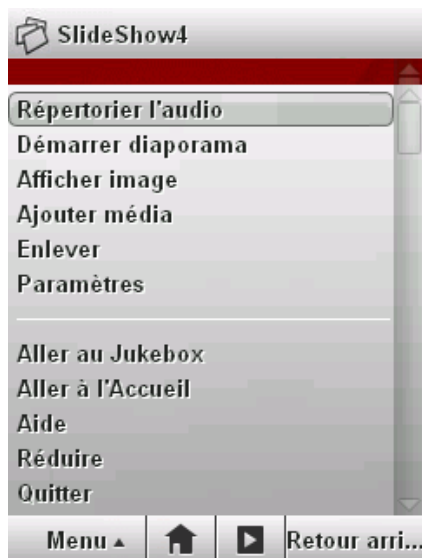 SlideShow4
Répertorier l'audio
Démarrer diaporama
Afficher image
Ajouter média
Enlever
Paramètres
Aller au Jukebox
Aller à l'Accueil
Aide
Réduire
Quitter
Menu
Retour arri...